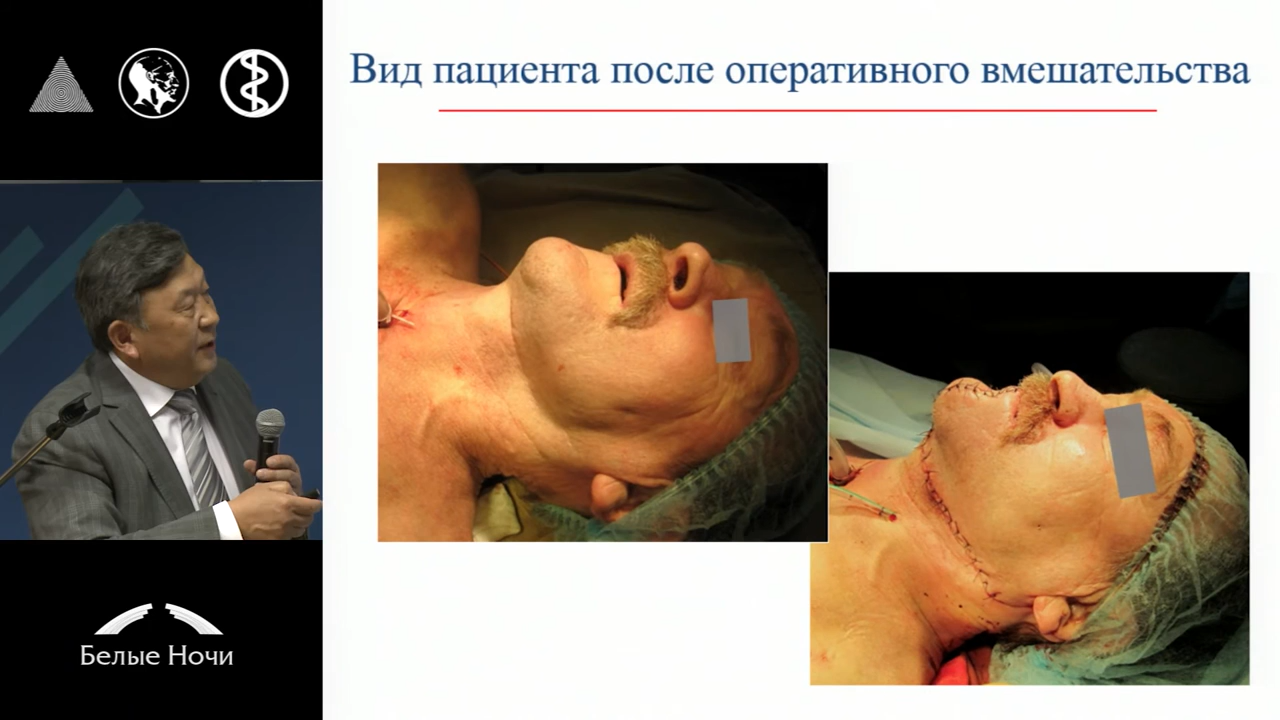 Вид пациента после оперативного вмешательства
Белые Ночи